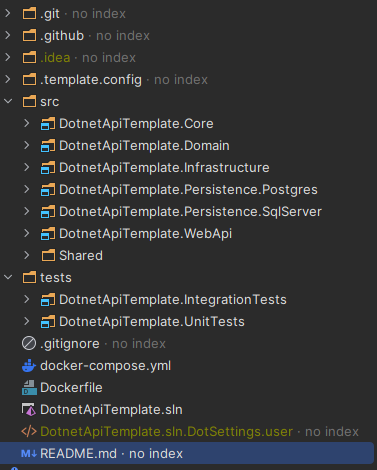 .git · no index
.github · no index
.idea · no index
.template.config · no index
src
DotnetApiTemplate.Core
DotnetApiTemplate.Domain
DotnetApiTemplate.Infrastructure
DotnetApiTemplate.Persistence.Postgres
DotnetApiTemplate.Persistence.SqlServer
DotnetApiTemplate.WebApi
Shared
tests
DotnetApiTemplate.IntegrationTests
DotnetApiTemplate.UnitTests
.gitignore · no index
docker-compose.yml
Dockerfile
DotnetApiTemplate.sln
</> DotnetApiTemplate.sln.DotSettings.user · no index
M↓ README.md · no index